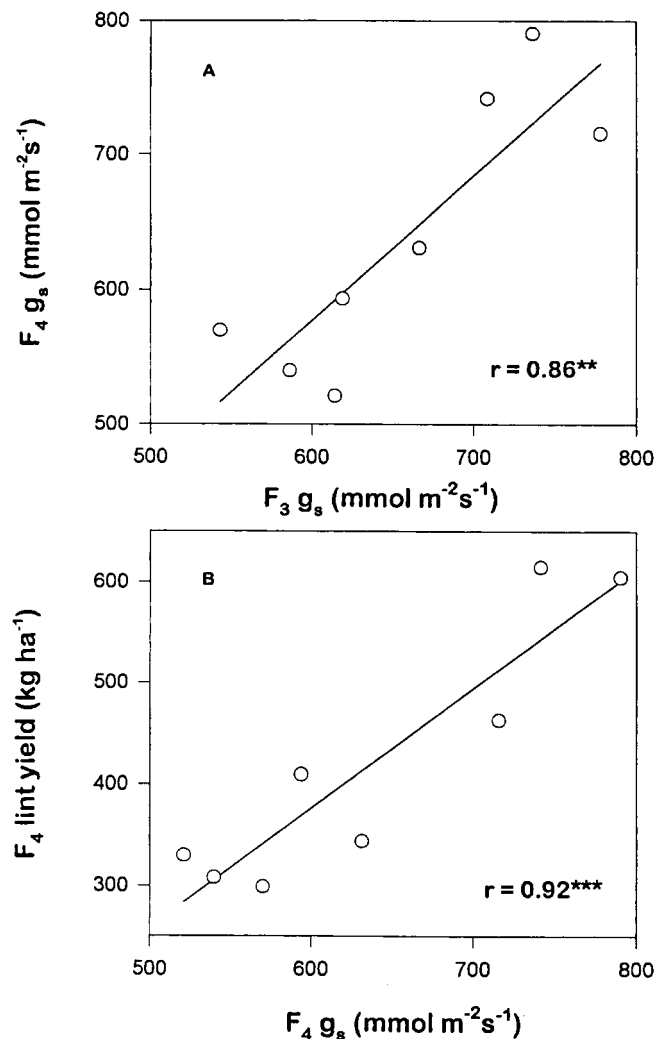 800
A
700
600
500
F₄ gₛ (mmol m⁻²s⁻¹)
r = 0.86**
500 600 700 800
F₃ gₛ (mmol m⁻²s⁻¹)
B
600
500
400
300
F₄ lint yield (kg ha⁻¹)
r = 0.92***
500 600 700 800
F₄ gₛ (mmol m⁻²s⁻¹)